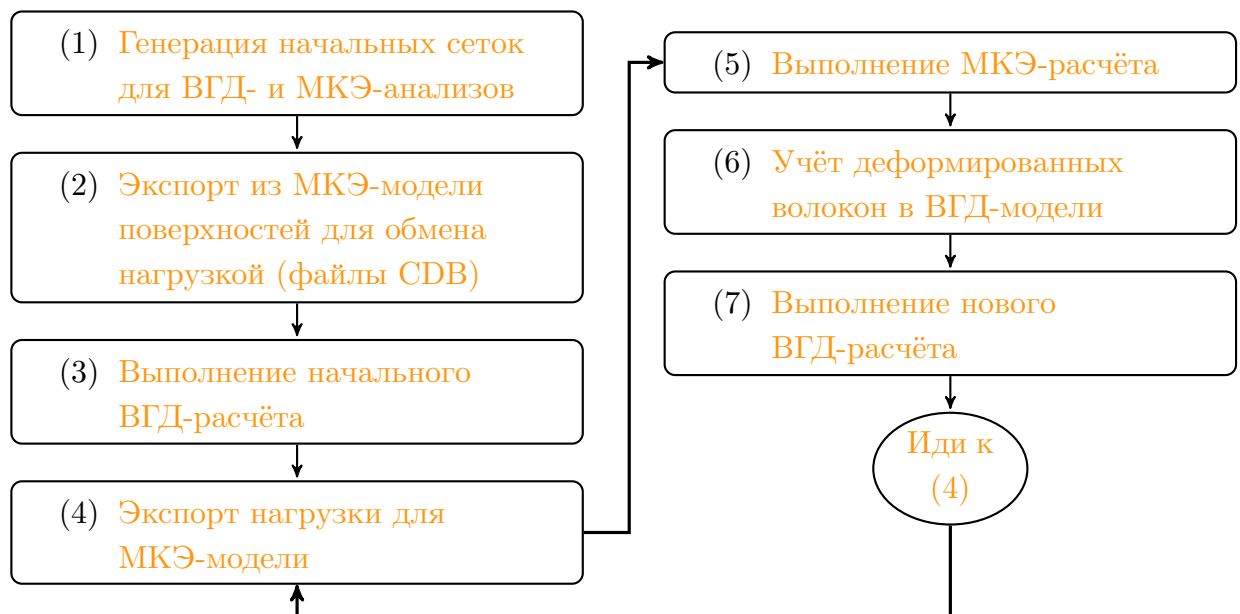 (1) Генерация начальных сеток
для ВГД- и МКЭ-анализов
(2) Экспорт из МКЭ-модели
поверхностей для обмена
нагрузкой (файлы CDB)
(3) Выполнение начального
ВГД-расчёта
(4) Экспорт нагрузки для
МКЭ-модели
(5) Выполнение МКЭ-расчёта
(6) Учёт деформированных
волокон в ВГД-модели
(7) Выполнение нового
ВГД-расчёта
Иди к
(4)